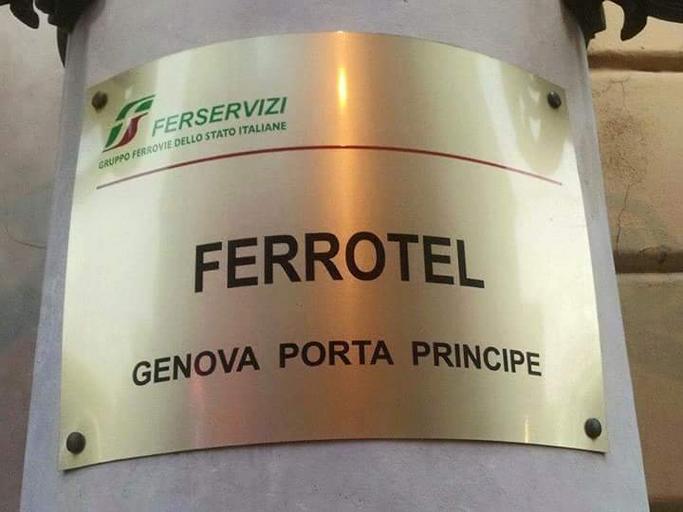 FERSERVIZI
GRUPPO FERROVIE DELLO STATO ITALIANE
FERROTEL
GENOVA PORTA PRINCIPE